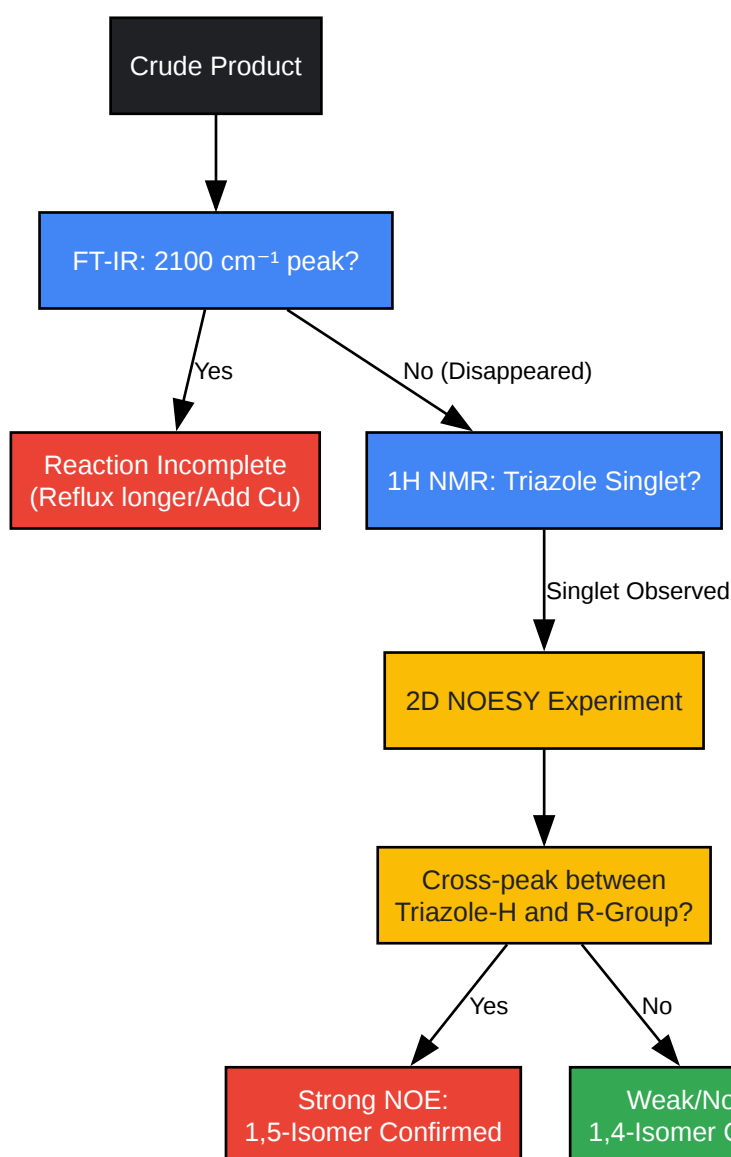 Crude Product
FT-IR: 2100 cm⁻¹ peak?
Yes
No (Disappeared)
Reaction Incomplete
(Reflux longer/Add Cu)
1H NMR: Triazole Singlet?
Singlet Observed
2D NOESY Experiment
Cross-peak between
Triazole-H and R-Group?
Yes
No
Strong NOE:
1,5-Isomer Confirmed
1,4-Isomer